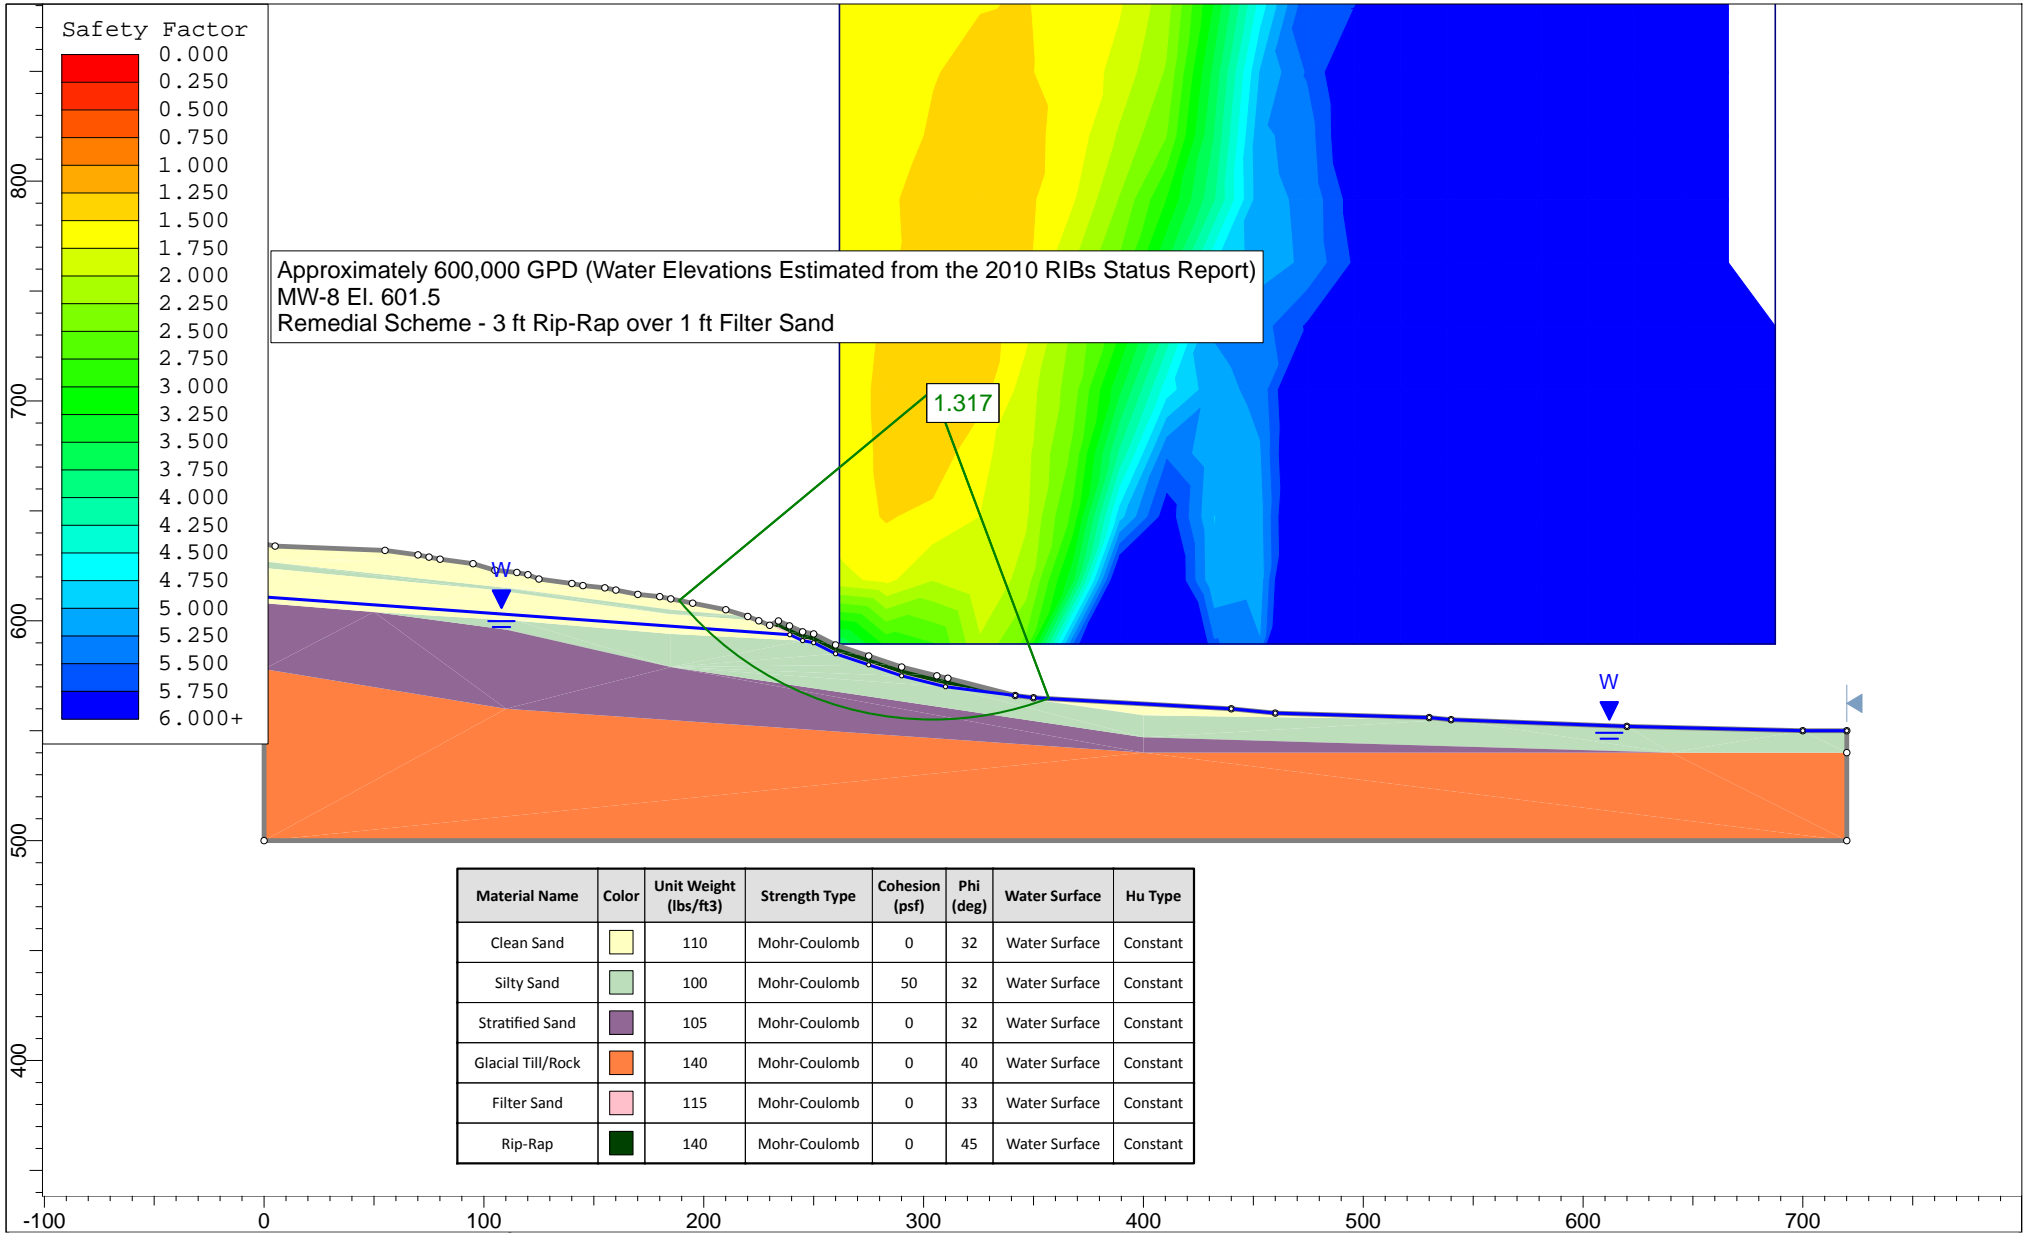 Safety Factor
0.000
0.250
0.500
0.750
1.000
1.250
1.500
1.750
2.000
2.250
2.500
2.750
3.000
3.250
3.500
3.750
4.000
4.250
4.500
4.750
5.000
5.250
5.500
5.750
6.000+
Approximately 600,000 GPD (Water Elevations Estimated from the 2010 RIBs Status Report)
MW-8 El. 601.5
Remedial Scheme - 3 ft Rip-Rap over 1 ft Filter Sand
1.317
W
W
800
700
600
500
400
Material Name Color Unit Weight (lbs/ft3) Strength Type Cohesion (psf) Phi (deg) Water Surface Hu Type
Clean Sand 110 Mohr-Coulomb 0 32 Water Surface Constant
Silty Sand 100 Mohr-Coulomb 50 32 Water Surface Constant
Stratified Sand 105 Mohr-Coulomb 0 32 Water Surface Constant
Glacial Till/Rock 140 Mohr-Coulomb 0 40 Water Surface Constant
Filter Sand 115 Mohr-Coulomb 0 33 Water Surface Constant
Rip-Rap 140 Mohr-Coulomb 0 45 Water Surface Constant
-100 0 100 200 300 400 500 600 700